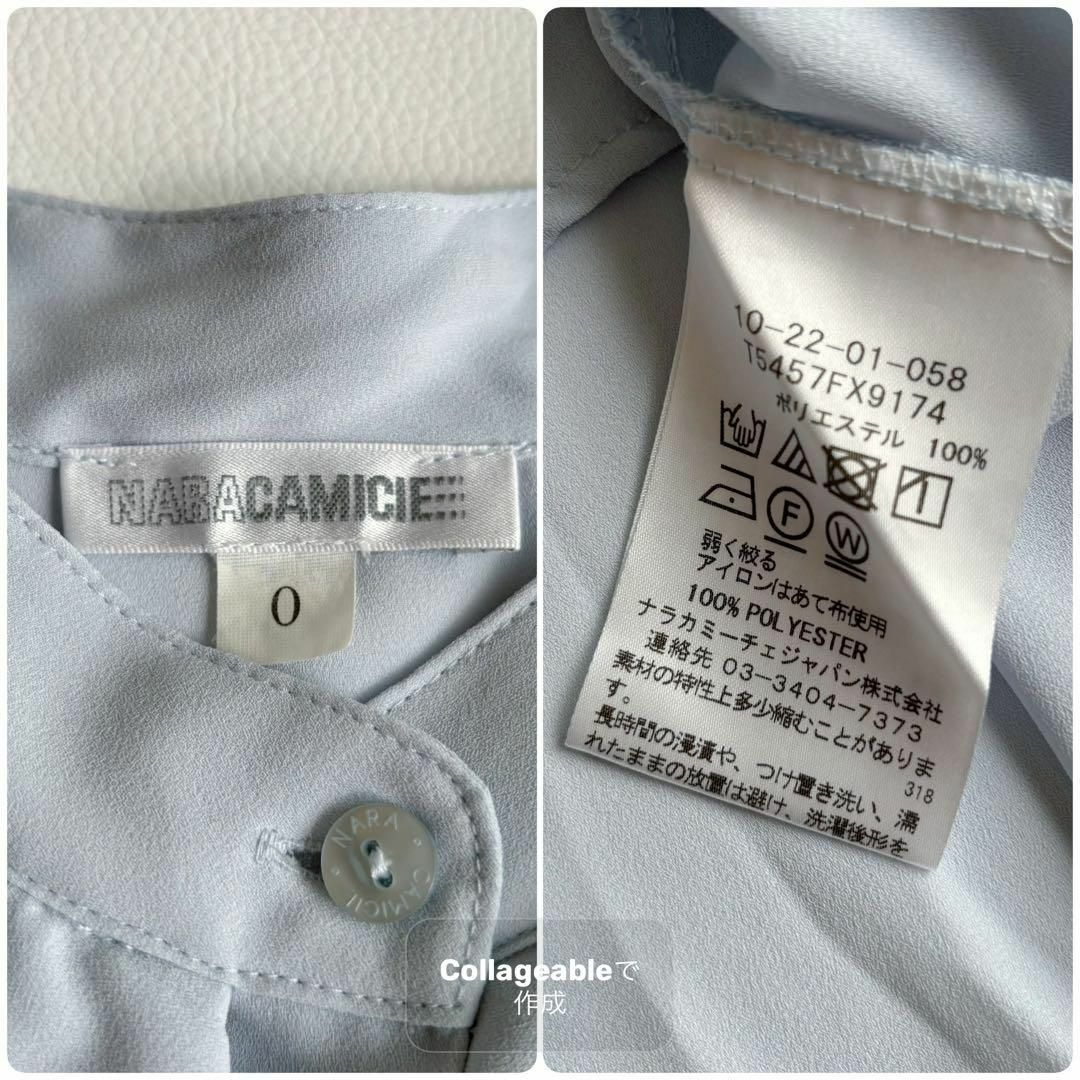 NARACAMICIE
0
NARA CAMICIE
10-22-01-058
T5457FX9174
ポリエステル 100%
F
W
弱く絞る
アイロンはあて布使用
100% POLYESTER
ナラカミーチェジャパン株式会社
連絡先 03-3404-7373
素材の特性上多少縮むことがありま
す。
318
長時間の浸漬や、つけ置き洗い、濡
れたままの放置は避け、洗濯後形を
Collageableで
作成